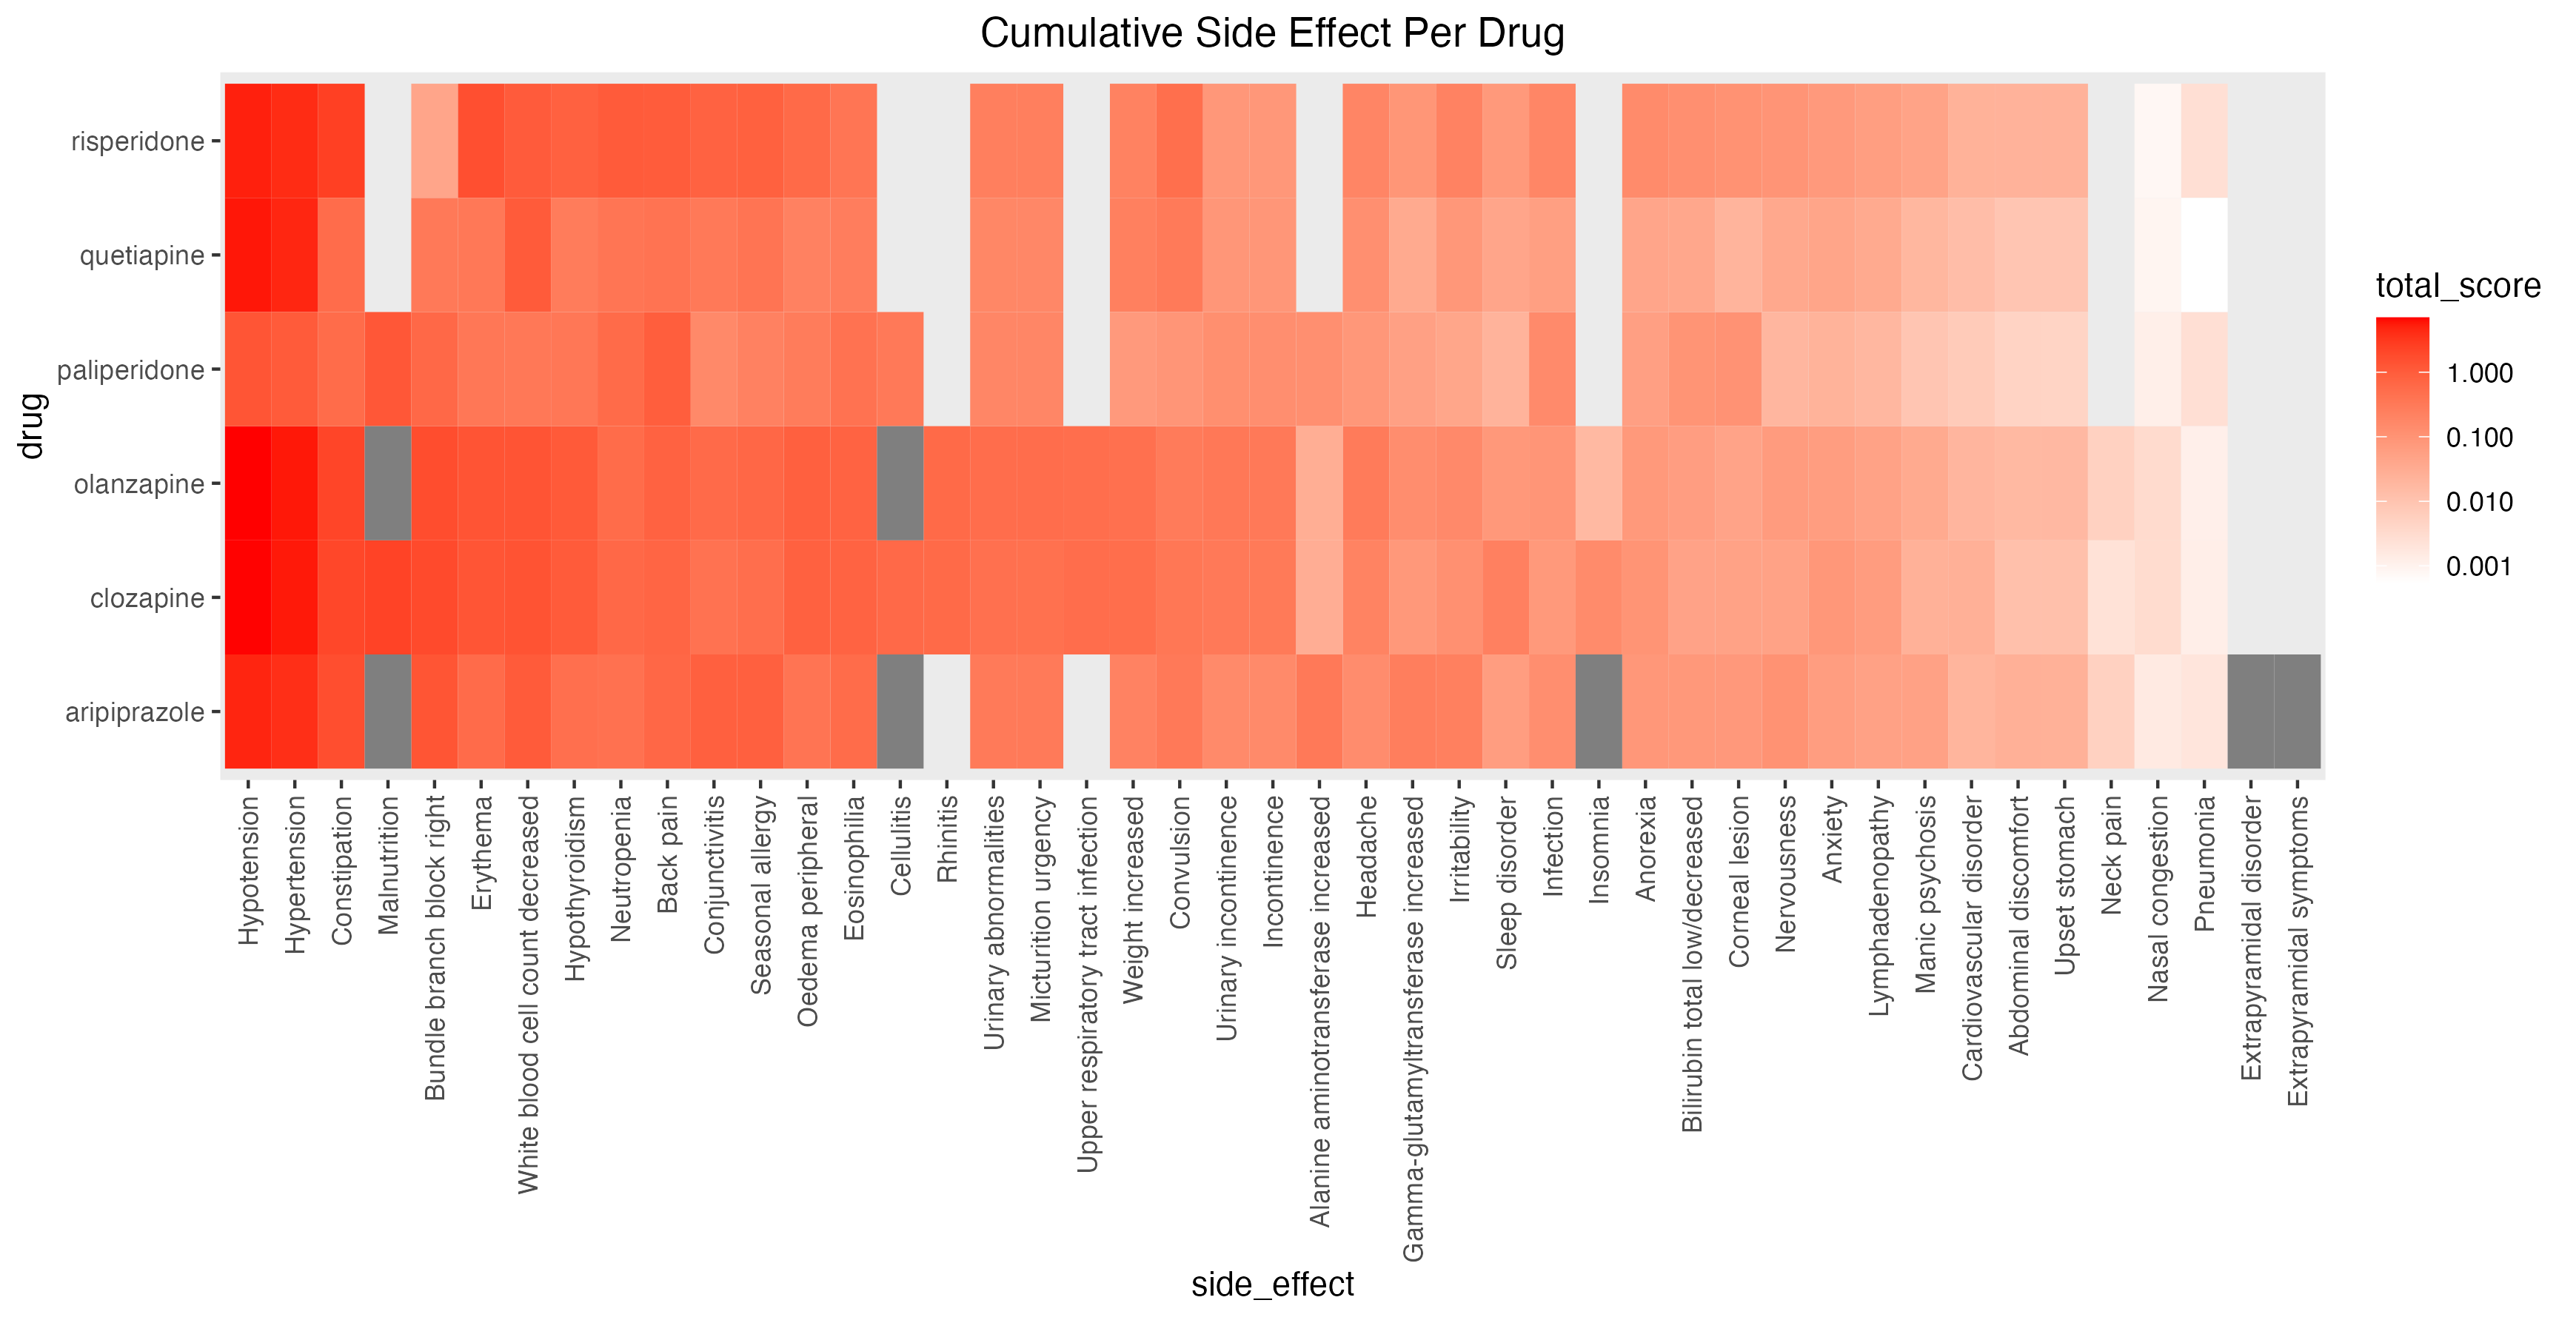 Cumulative Side Effect Per Drug
drug
risperidone
quetiapine
paliperidone
olanzapine
clozapine
aripiprazole
Hypotension
Hypertension
Constipation
Malnutrition
Bundle branch block right
Erythema
White blood cell count decreased
Hypothyroidism
Neutropenia
Back pain
Conjunctivitis
Seasonal allergy
Oedema peripheral
Eosinophilia
Cellulitis
Rhinitis
Urinary abnormalities
Micturition urgency
Upper respiratory tract infection
Weight increased
Convulsion
Urinary incontinence
Incontinence
Alanine aminotransferase increased
Headache
Gamma-glutamyltransferase increased
Irritability
Sleep disorder
Infection
Insomnia
Anorexia
Bilirubin total low/decreased
Corneal lesion
Nervousness
Anxiety
Lymphadenopathy
Manic psychosis
Cardiovascular disorder
Abdominal discomfort
Upset stomach
Neck pain
Nasal congestion
Pneumonia
Extrapyramidal disorder
Extrapyramidal symptoms
side_effect
total_score
1.000
0.100
0.010
0.001